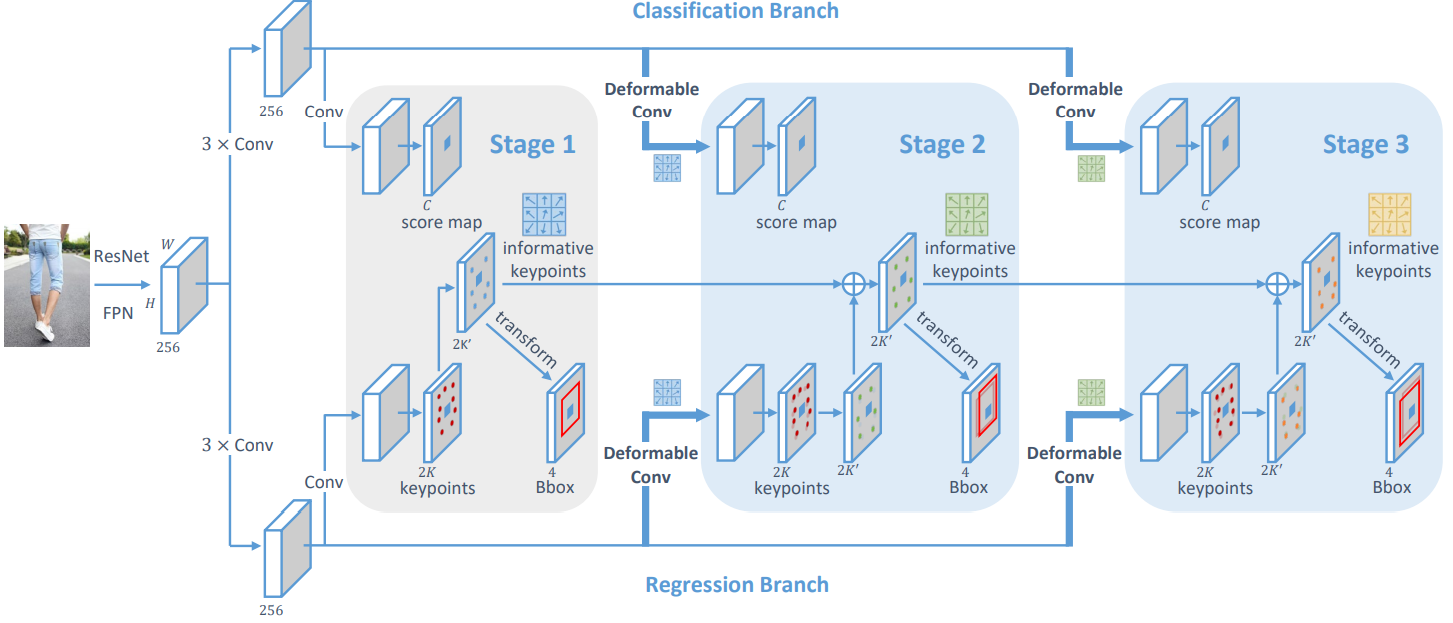 Classification Branch
256
Conv
3 × Conv
ResNet
FPN
W
H
256
3 × Conv
Conv
256
Stage 1
C
score map
informative
keypoints
2K′
transform
2K
keypoints
4
Bbox
Deformable
Conv
Stage 2
C
score map
informative
keypoints
2K′
transform
Deformable
Conv
2K
keypoints
2K′
4
Bbox
Deformable
Conv
Stage 3
C
score map
informative
keypoints
2K′
transform
Deformable
Conv
2K
keypoints
2K′
4
Bbox
Regression Branch